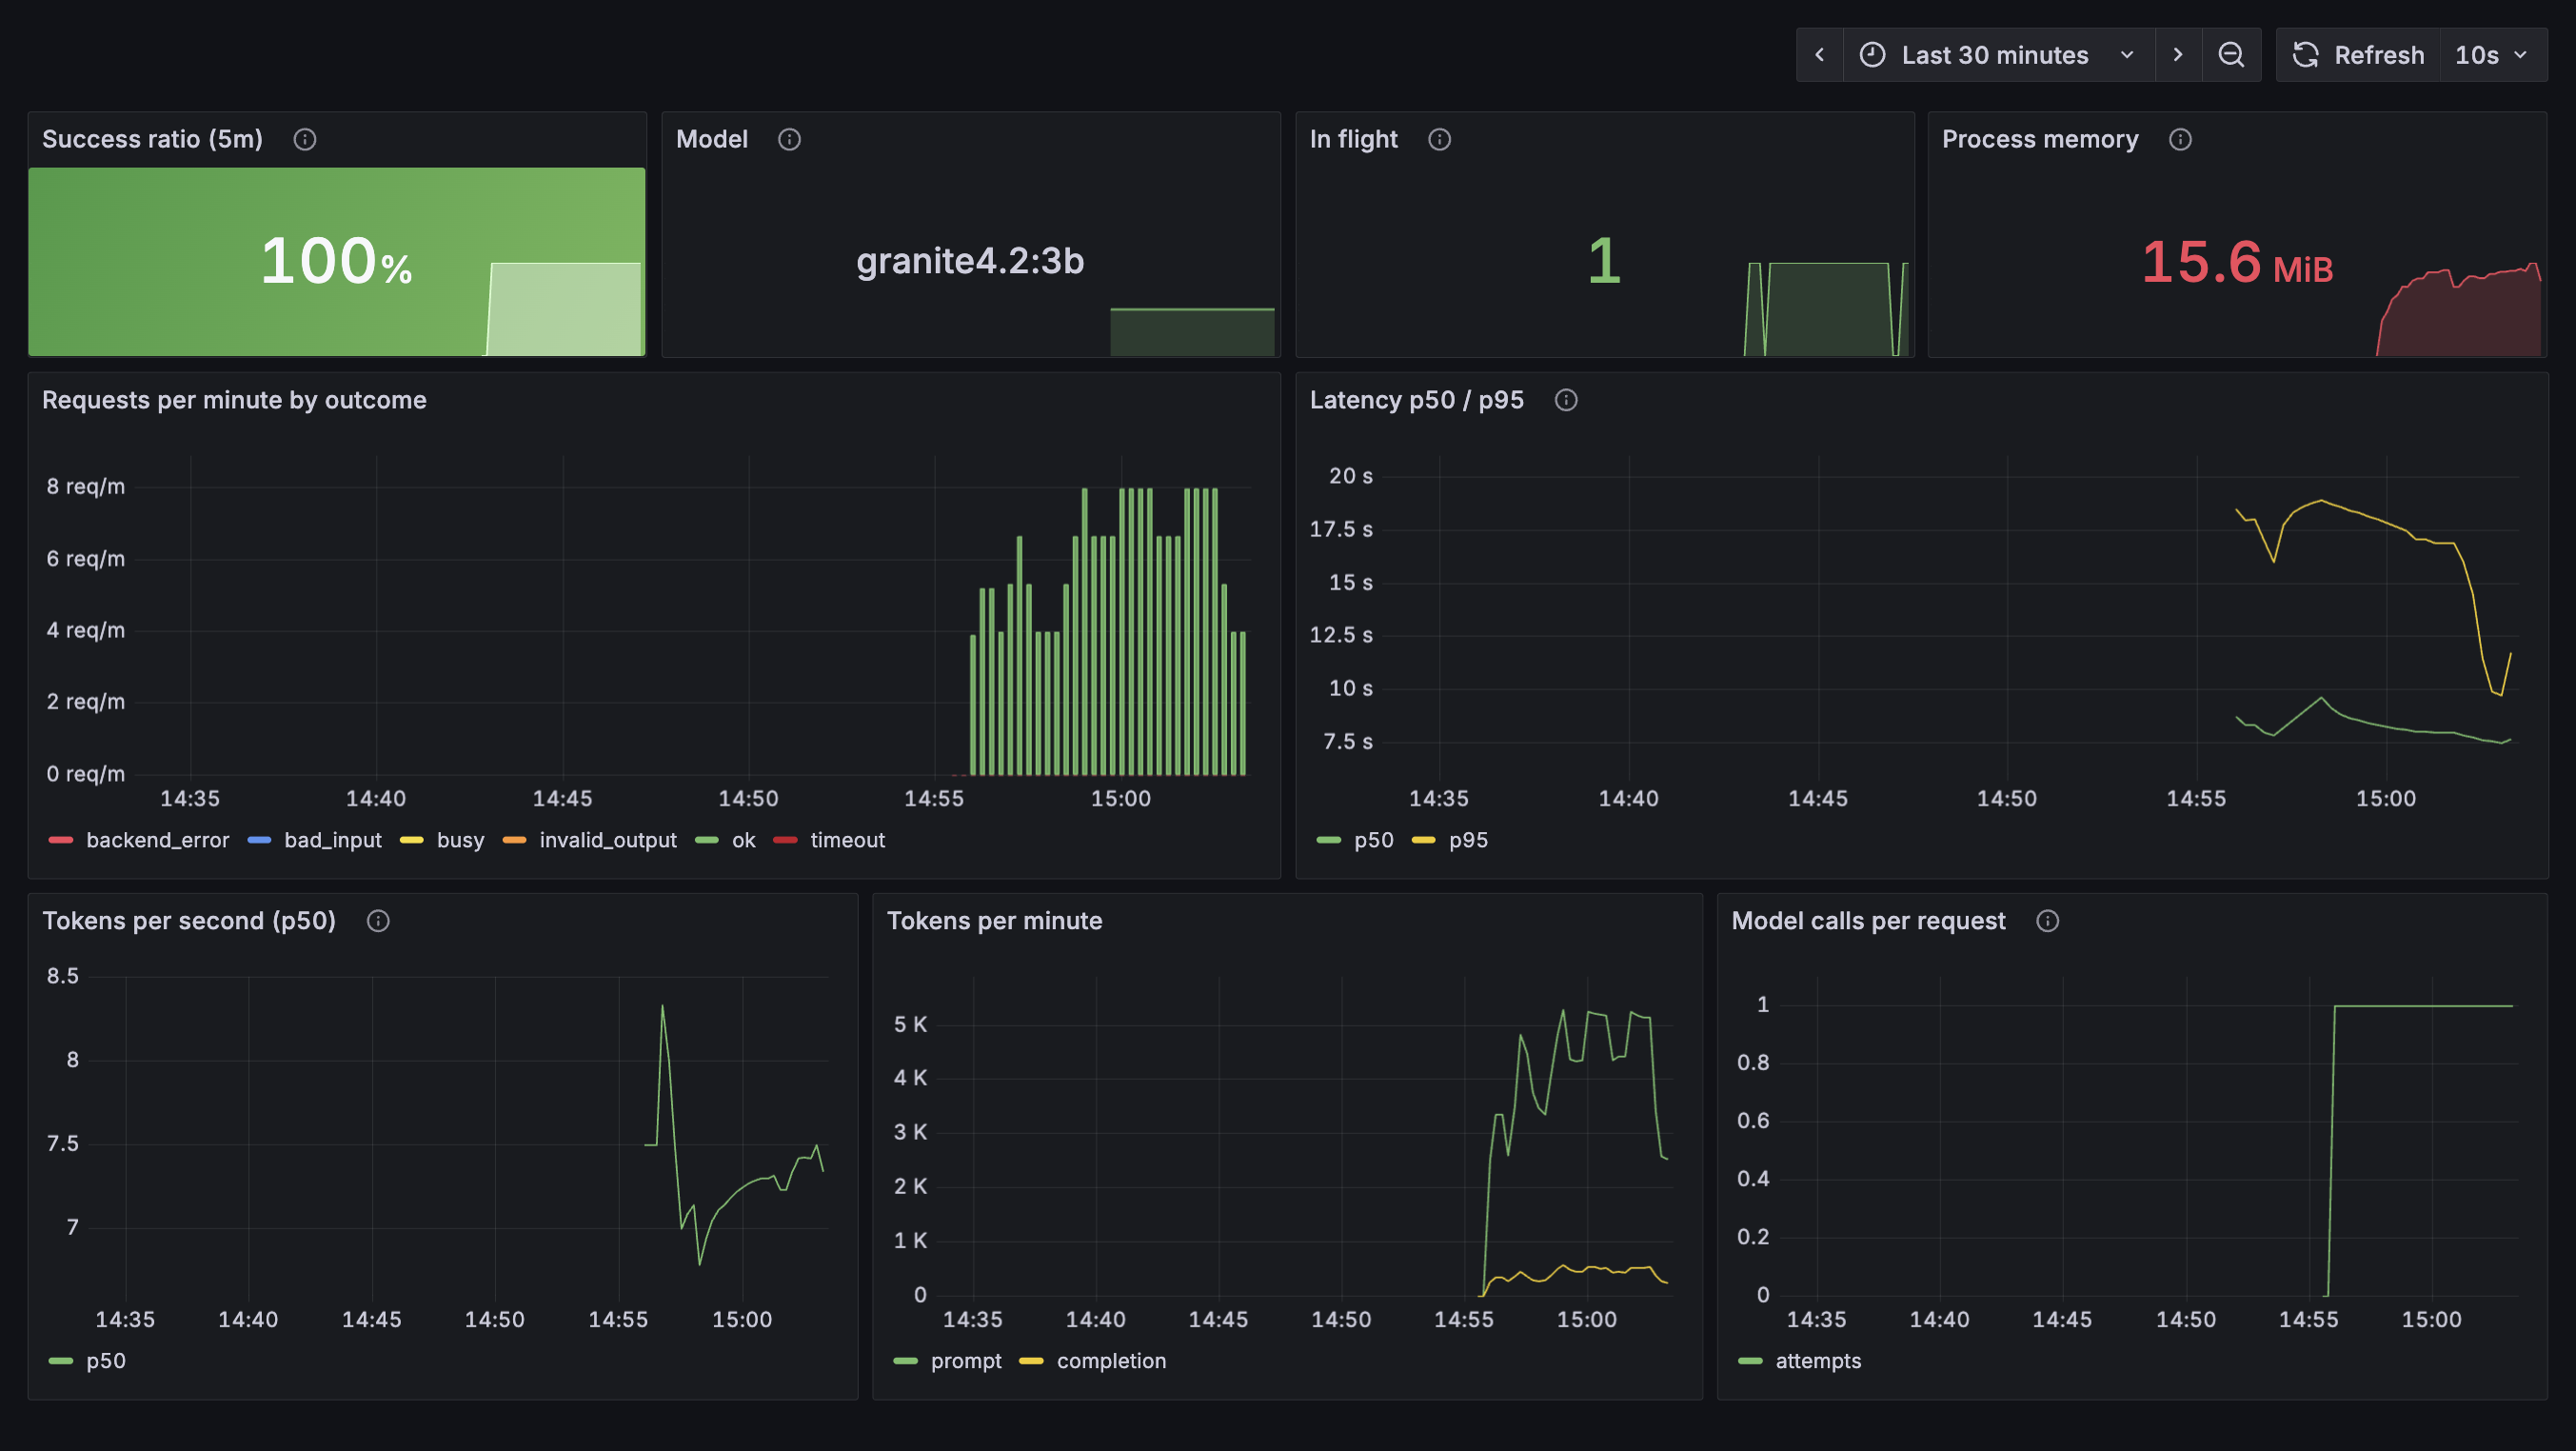 Last 30 minutes Refresh 10s
Success ratio (5m) Model In flight Process memory
100% granite4.2:3b 1 15.6 MiB
Requests per minute by outcome
8 req/m
6 req/m
4 req/m
2 req/m
0 req/m
14:35 14:40 14:45 14:50 14:55 15:00
backend_error bad_input busy invalid_output ok timeout
Latency p50 / p95
20 s
17.5 s
15 s
12.5 s
10 s
7.5 s
14:35 14:40 14:45 14:50 14:55 15:00
p50 p95
Tokens per second (p50)
8.5
8
7.5
7
14:35 14:40 14:45 14:50 14:55 15:00
p50
Tokens per minute
5 K
4 K
3 K
2 K
1 K
0
14:35 14:40 14:45 14:50 14:55 15:00
prompt completion
Model calls per request
1
0.8
0.6
0.4
0.2
0
14:35 14:40 14:45 14:50 14:55 15:00
attempts